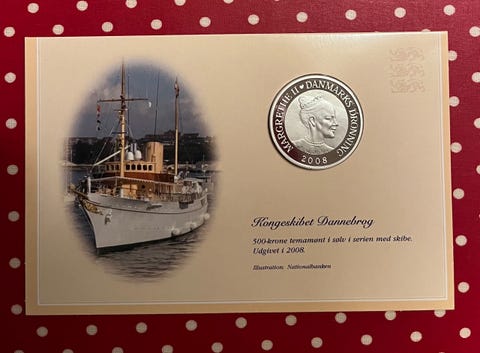 MARGRETHE II ♥ DANMARKS DRONNING
2008
Kongeskibet Dannebrog
500-krone temamønt i sølv i serien med skibe.
Udgivet i 2008.
Illustration: Nationalbanken